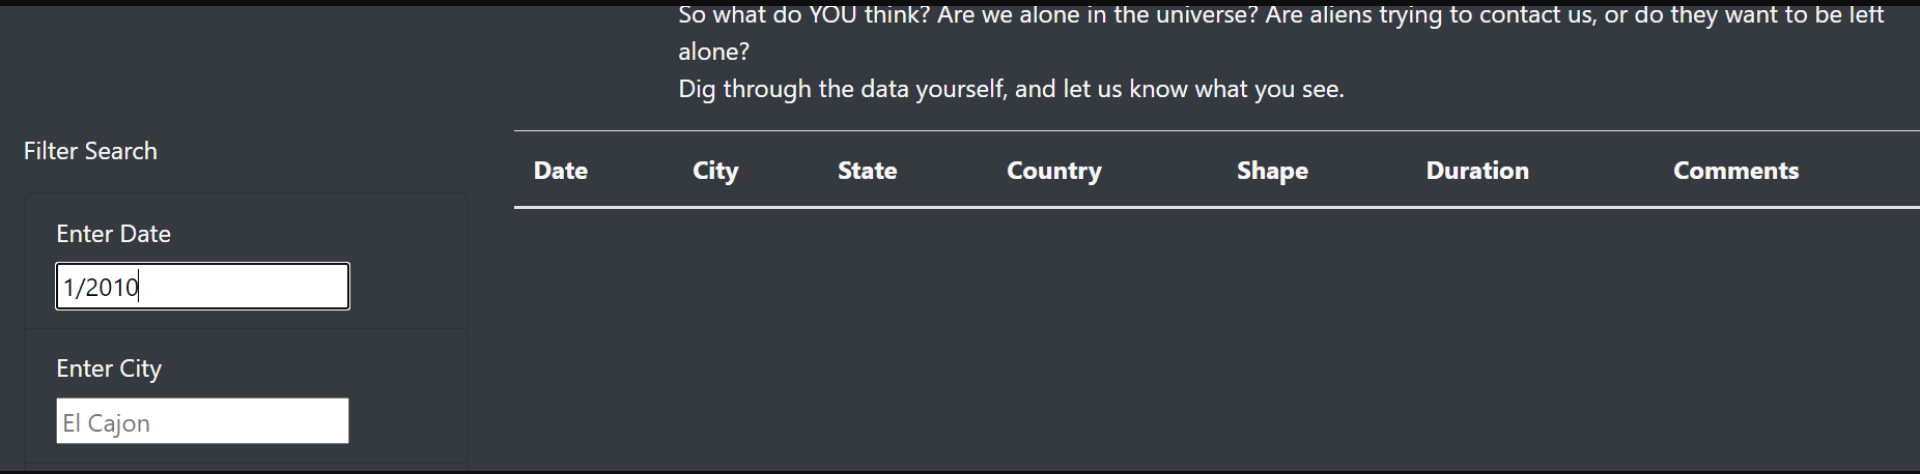 So what do YOU think? Are we alone in the universe? Are aliens trying to contact us, or do they want to be left
alone?
Dig through the data yourself, and let us know what you see.
Filter Search
Date City State Country Shape Duration Comments
Enter Date
1/2010
Enter City
El Cajon